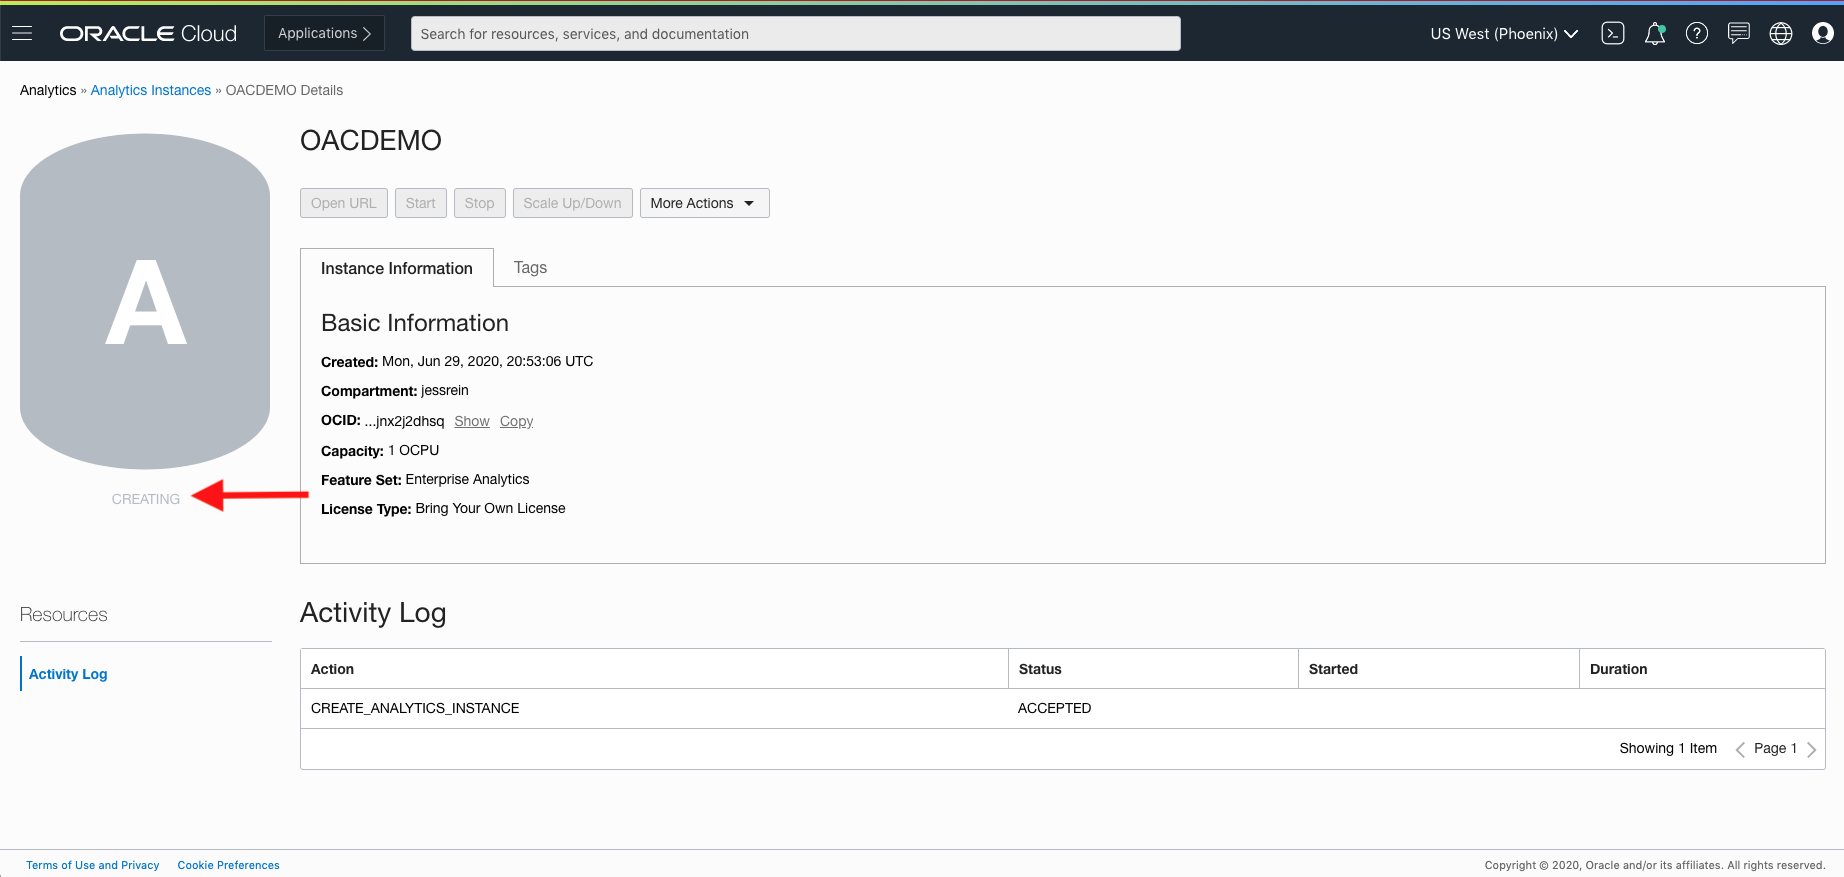 ORACLE Cloud Applications Search for resources, services, and documentation US West (Phoenix)
Analytics » Analytics Instances » OACDEMO Details
A
CREATING
OACDEMO
Open URL Start Stop Scale Up/Down More Actions
Instance Information Tags
Basic Information
Created: Mon, Jun 29, 2020, 20:53:06 UTC
Compartment: jessrein
OCID: ...jnx2j2dhsq Show Copy
Capacity: 1 OCPU
Feature Set: Enterprise Analytics
License Type: Bring Your Own License
Resources
Activity Log
Activity Log
Action Status Started Duration
CREATE_ANALYTICS_INSTANCE ACCEPTED
Showing 1 Item Page 1
Terms of Use and Privacy Cookie Preferences Copyright © 2020, Oracle and/or its affiliates. All rights reserved.